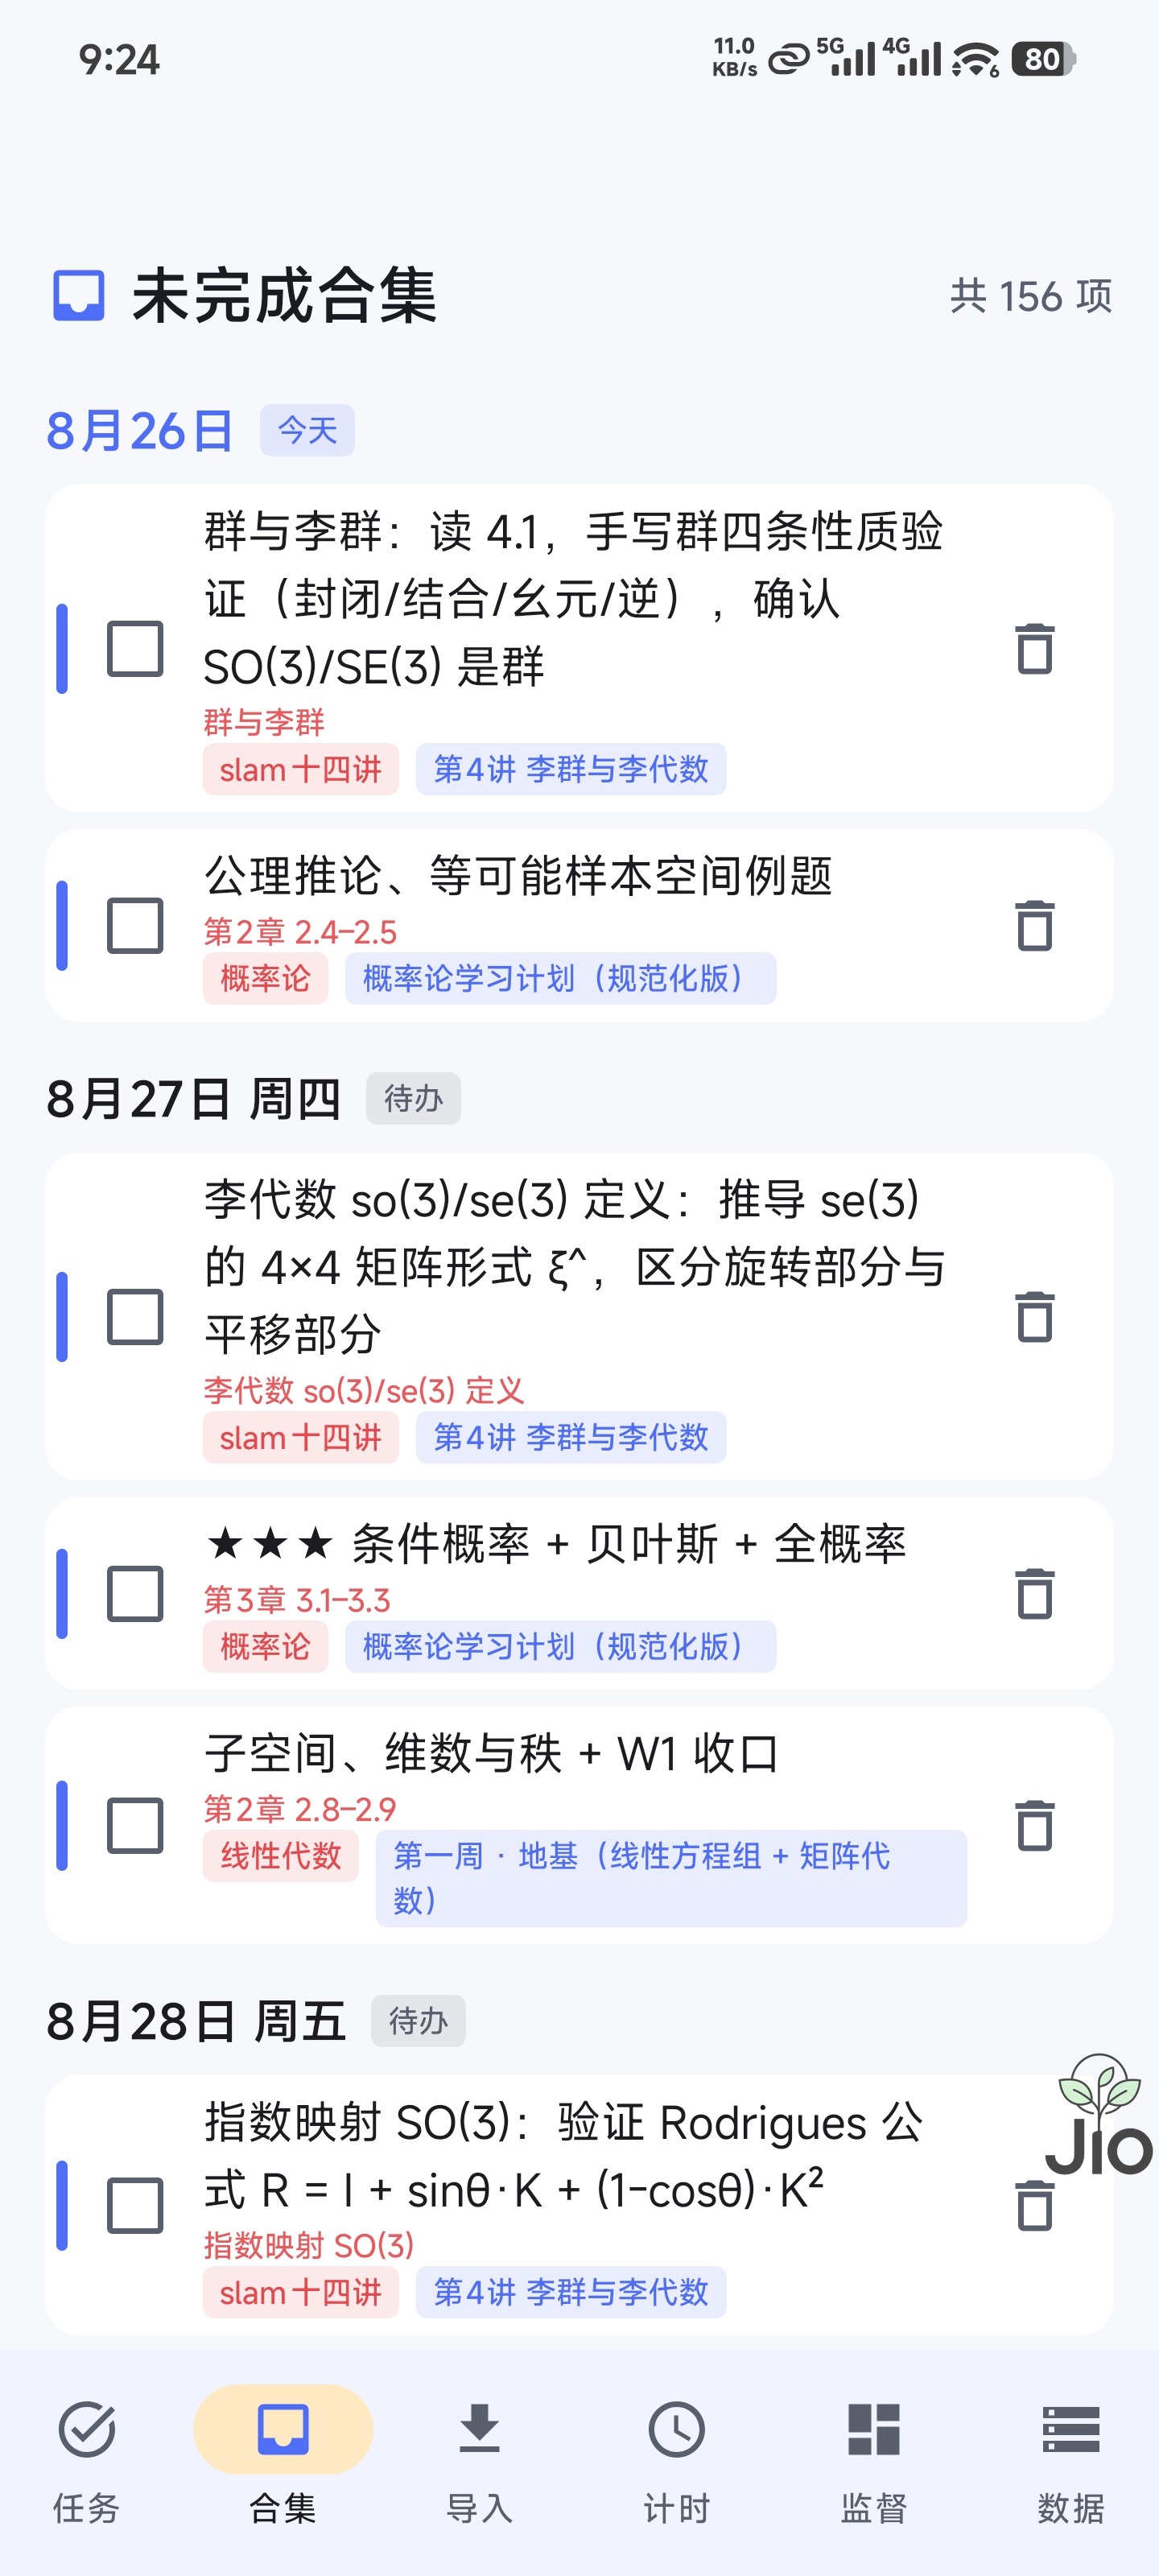 9:24
11.0
KB/s
5G
4G
6
80
未完成合集
共 156 项
8月26日 今天
群与李群：读 4.1，手写群四条性质验
证（封闭/结合/幺元/逆），确认
SO(3)/SE(3) 是群
群与李群
slam十四讲 第4讲 李群与李代数
公理推论、等可能样本空间例题
第2章 2.4–2.5
概率论 概率论学习计划（规范化版）
8月27日 周四 待办
李代数 so(3)/se(3) 定义：推导 se(3)
的 4×4 矩阵形式 ξ^，区分旋转部分与
平移部分
李代数 so(3)/se(3) 定义
slam十四讲 第4讲 李群与李代数
★★★ 条件概率 + 贝叶斯 + 全概率
第3章 3.1–3.3
概率论 概率论学习计划（规范化版）
子空间、维数与秩 + W1 收口
第2章 2.8–2.9
线性代数 第一周 · 地基（线性方程组 + 矩阵代
数）
8月28日 周五 待办
指数映射 SO(3)：验证 Rodrigues 公
式 R = I + sinθ·K + (1-cosθ)·K²
指数映射 SO(3)
slam十四讲 第4讲 李群与李代数
Jio
任务 合集 导入 计时 监督 数据